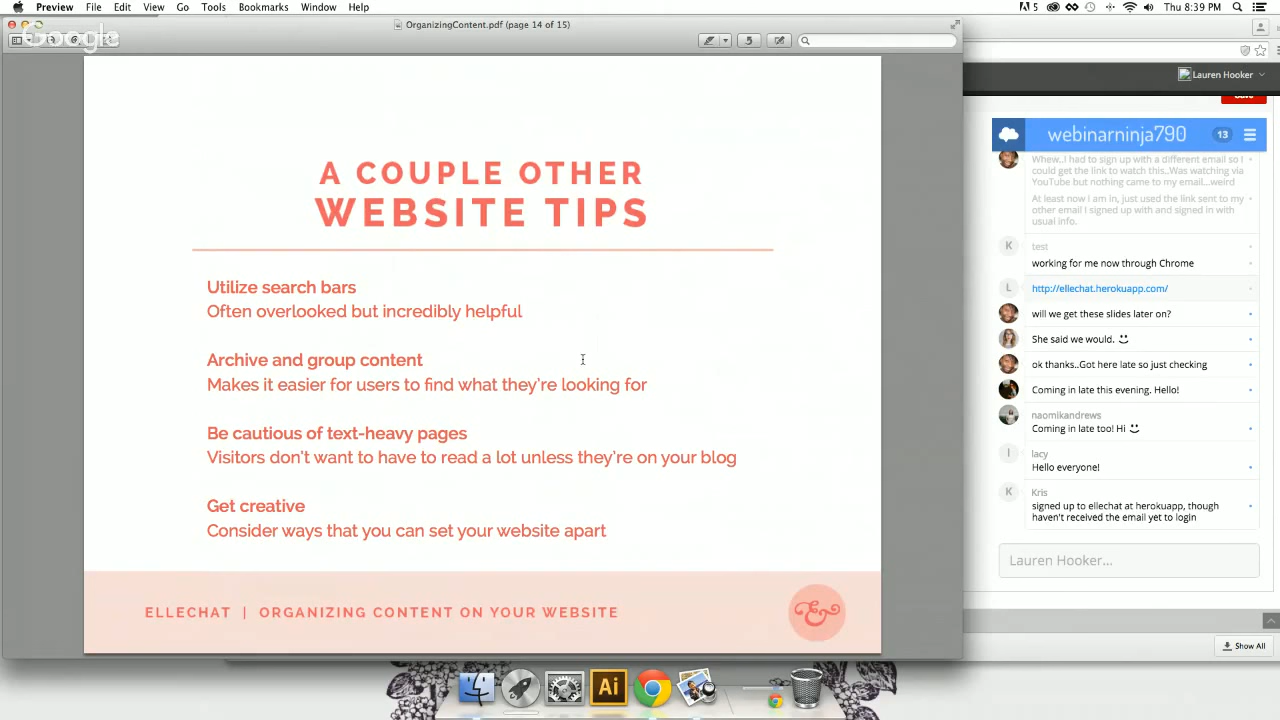 Preview File Edit View Go Tools Bookmarks Window Help
5 Thu 8:39 PM
Google
OrganizingContent.pdf (page 14 of 15)
Lauren Hooker
A COUPLE OTHER
WEBSITE TIPS
Utilize search bars
Often overlooked but incredibly helpful
Archive and group content
Makes it easier for users to find what they're looking for
Be cautious of text-heavy pages
Visitors don't want to have to read a lot unless they're on your blog
Get creative
Consider ways that you can set your website apart
ELLECHAT | ORGANIZING CONTENT ON YOUR WEBSITE
E
webinarninja790 13
Whew..I had to sign up with a different email so I
could get the link to watch this..Was watching via
YouTube but nothing came to my email...weird
At least now I am in, just used the link sent to my
other email I signed up with and signed in with
usual info.
K test
working for me now through Chrome
L http://ellechat.herokuapp.com/
will we get these slides later on?
She said we would.
ok thanks..Got here late so just checking
Coming in late this evening. Hello!
naomikandrews
Coming in late too! Hi
I lacy
Hello everyone!
K Kris
signed up to ellechat at herokuapp, though
haven't received the email yet to login
Lauren Hooker...
Show All
Ai